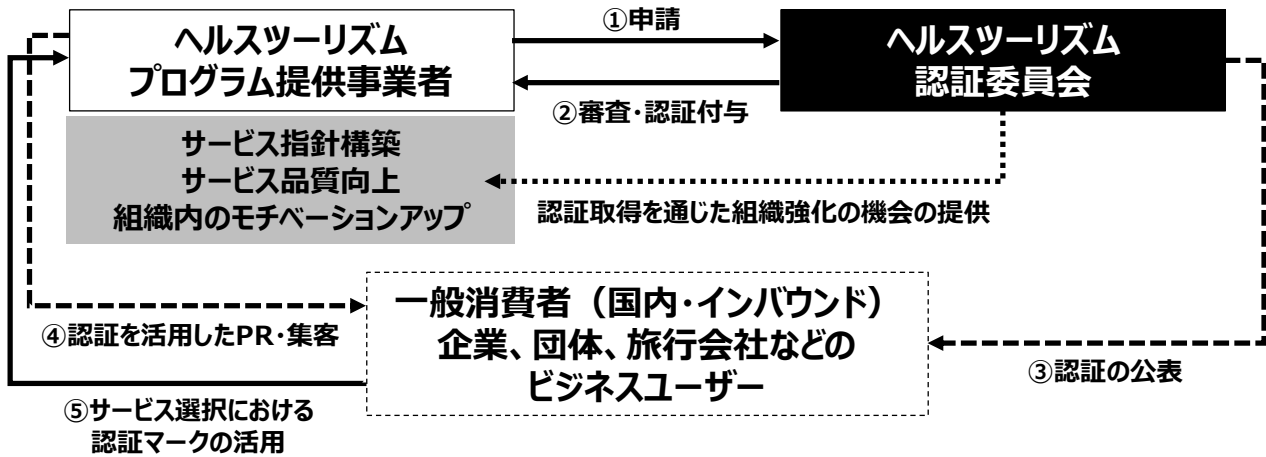 ヘルスツーリズム
プログラム提供事業者
①申請
ヘルスツーリズム
認証委員会
②審査・認証付与
サービス指針構築
サービス品質向上
組織内のモチベーションアップ
認証取得を通じた組織強化の機会の提供
一般消費者（国内・インバウンド）
企業、団体、旅行会社などの
ビジネスユーザー
④認証を活用したPR・集客
③認証の公表
⑤サービス選択における
認証マークの活用